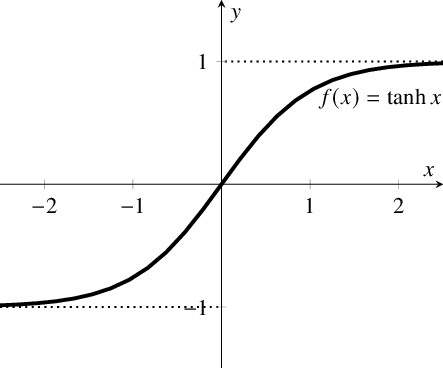 y
1
f(x) = tanh x
x
−2 −1 1 2
−1